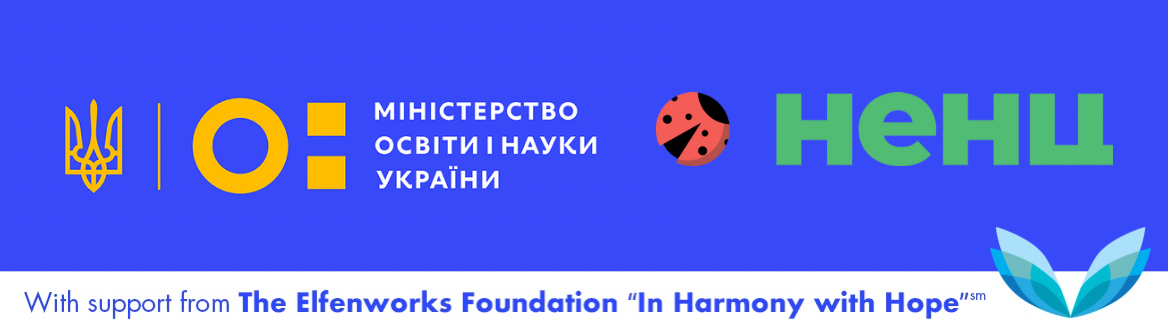 МІНІСТЕРСТВО
ОСВІТИ І НАУКИ
УКРАЇНИ
ненц
With support from The Elfenworks Foundation “In Harmony with Hope”℠